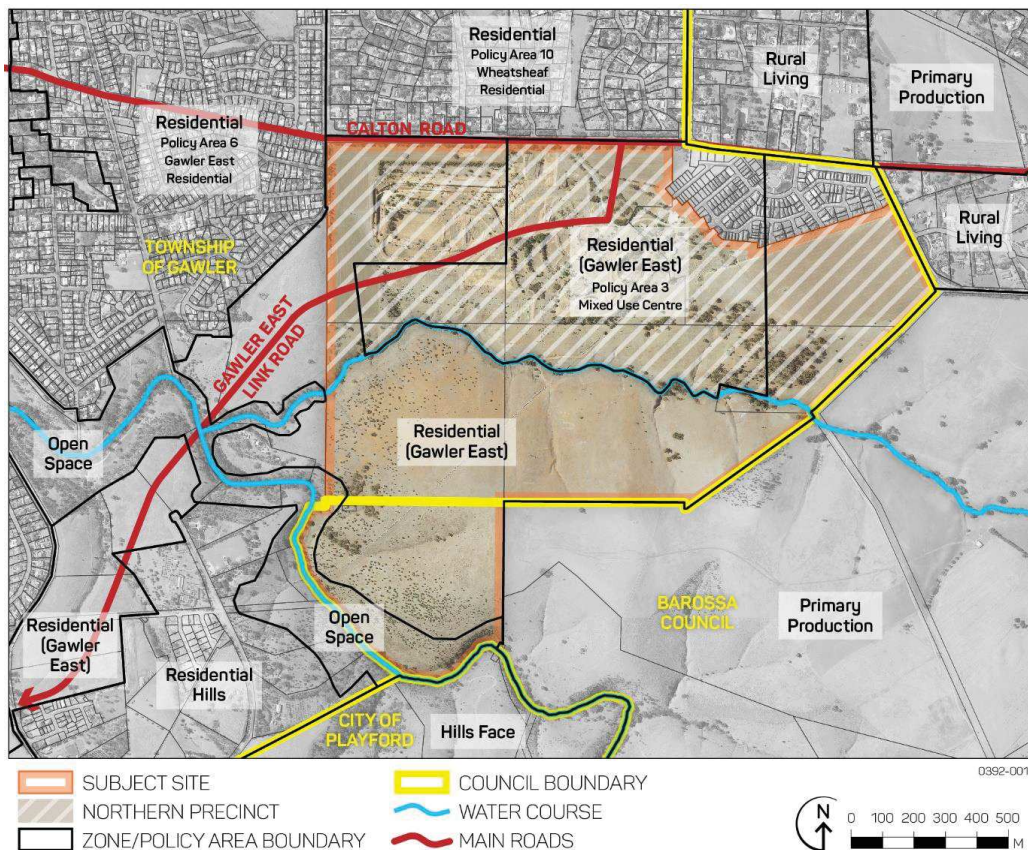 Residential
Policy Area 10
Wheatsheaf
Residential
Rural
Living
Primary
Production
Residential
Policy Area 6
Gawler East
Residential
CALTON ROAD
TOWNSHIP
OF GAWLER
Residential
(Gawler East)
Policy Area 3
Mixed Use Centre
Rural
Living
GAWLER EAST
LINK ROAD
Open
Space
Residential
(Gawler East)
BAROSSA
COUNCIL
Primary
Production
Open
Space
Residential
(Gawler
East)
Residential
Hills
CITY OF
PLAYFORD
Hills Face
0392-001
SUBJECT SITE
NORTHERN PRECINCT
ZONE/POLICY AREA BOUNDARY
COUNCIL BOUNDARY
WATER COURSE
MAIN ROADS
N
0 100 200 300 400 500
M